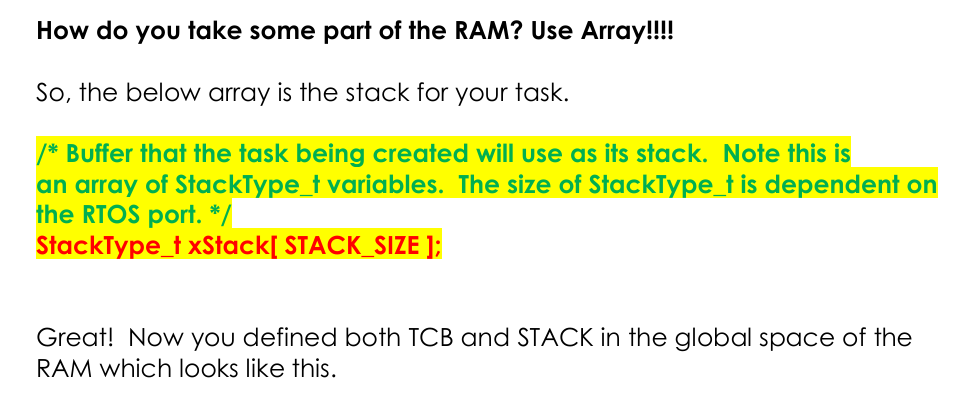 How do you take some part of the RAM? Use Array!!!!
So, the below array is the stack for your task.
/* Buffer that the task being created will use as its stack.  Note this is
an array of StackType_t variables.  The size of StackType_t is dependent on
the RTOS port. */
StackType_t xStack[ STACK_SIZE ];
Great!  Now you defined both TCB and STACK in the global space of the
RAM which looks like this.